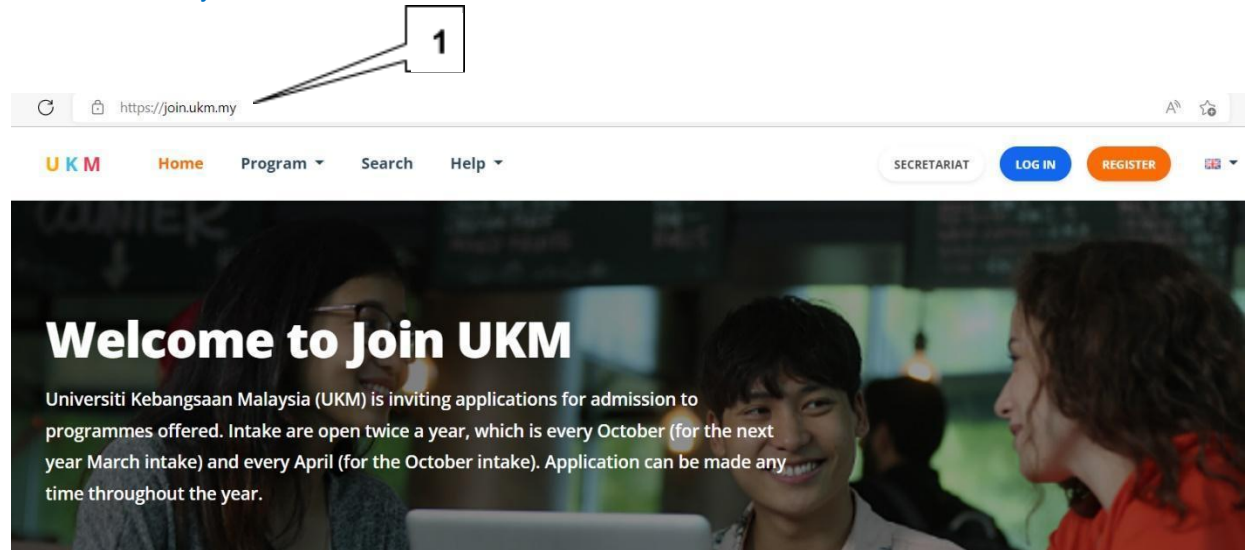 1
https://join.ukm.my
UKM Home Program Search Help SECRETARIAT LOG IN REGISTER
COUNTER
Welcome to Join UKM
Universiti Kebangsaan Malaysia (UKM) is inviting applications for admission to
programmes offered. Intake are open twice a year, which is every October (for the next
year March intake) and every April (for the October intake). Application can be made any
time throughout the year.